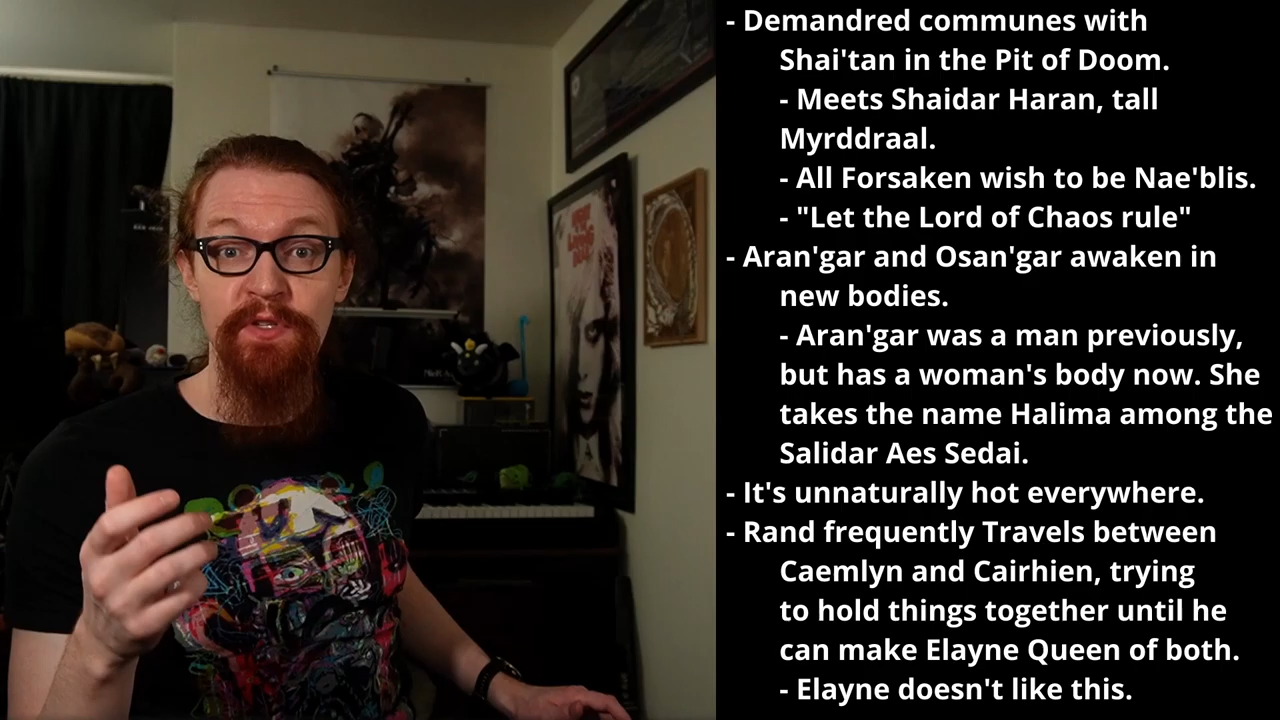 - Demandred communes with
Shai'tan in the Pit of Doom.
- Meets Shaidar Haran, tall
Myrddraal.
- All Forsaken wish to be Nae'blis.
- "Let the Lord of Chaos rule"
- Aran'gar and Osan'gar awaken in
new bodies.
- Aran'gar was a man previously,
but has a woman's body now. She
takes the name Halima among the
Salidar Aes Sedai.
- It's unnaturally hot everywhere.
- Rand frequently Travels between
Caemlyn and Cairhien, trying
to hold things together until he
can make Elayne Queen of both.
- Elayne doesn't like this.